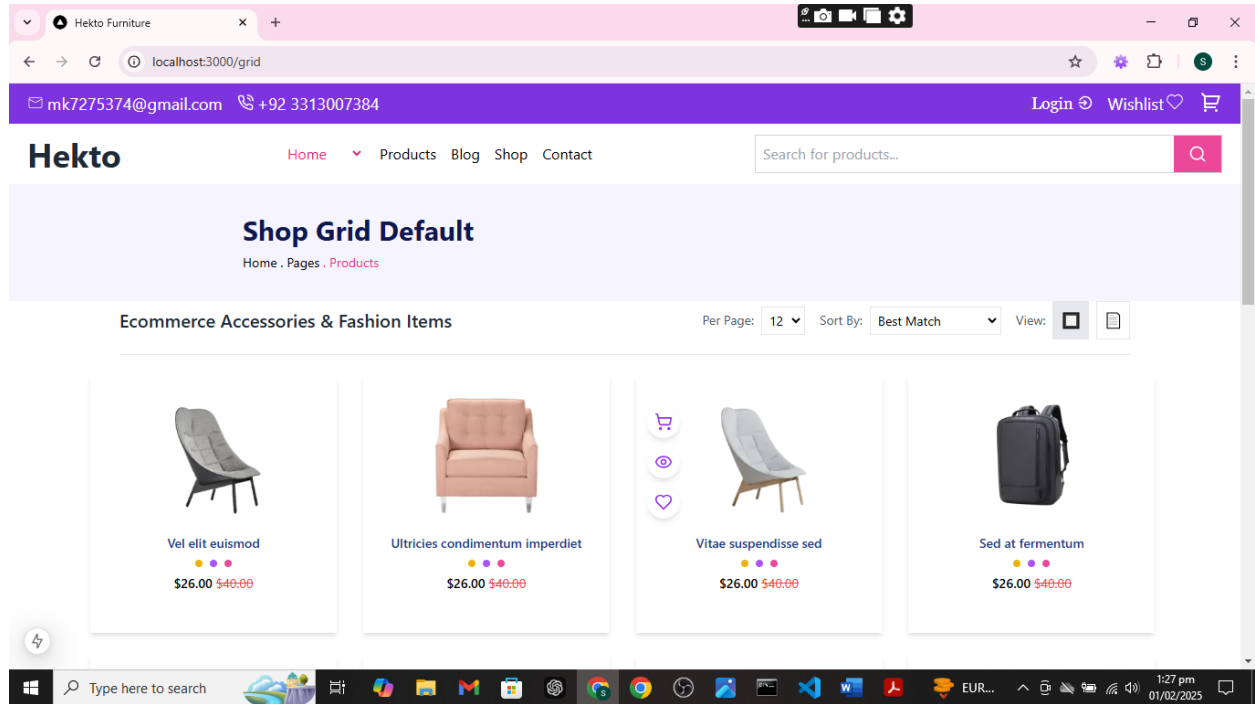 Hekto Furniture
localhost:3000/grid
S
mk7275374@gmail.com +92 3313007384 Login Wishlist
Hekto Home Products Blog Shop Contact Search for products...
Shop Grid Default
Home . Pages . Products
Ecommerce Accessories & Fashion Items Per Page: 12 Sort By: Best Match View:
Vel elit euismod Ultricies condimentum imperdiet Vitae suspendisse sed Sed at fermentum
$26.00 $40.00 $26.00 $40.00 $26.00 $40.00 $26.00 $40.00
Type here to search EUR... 1:27 pm
01/02/2025